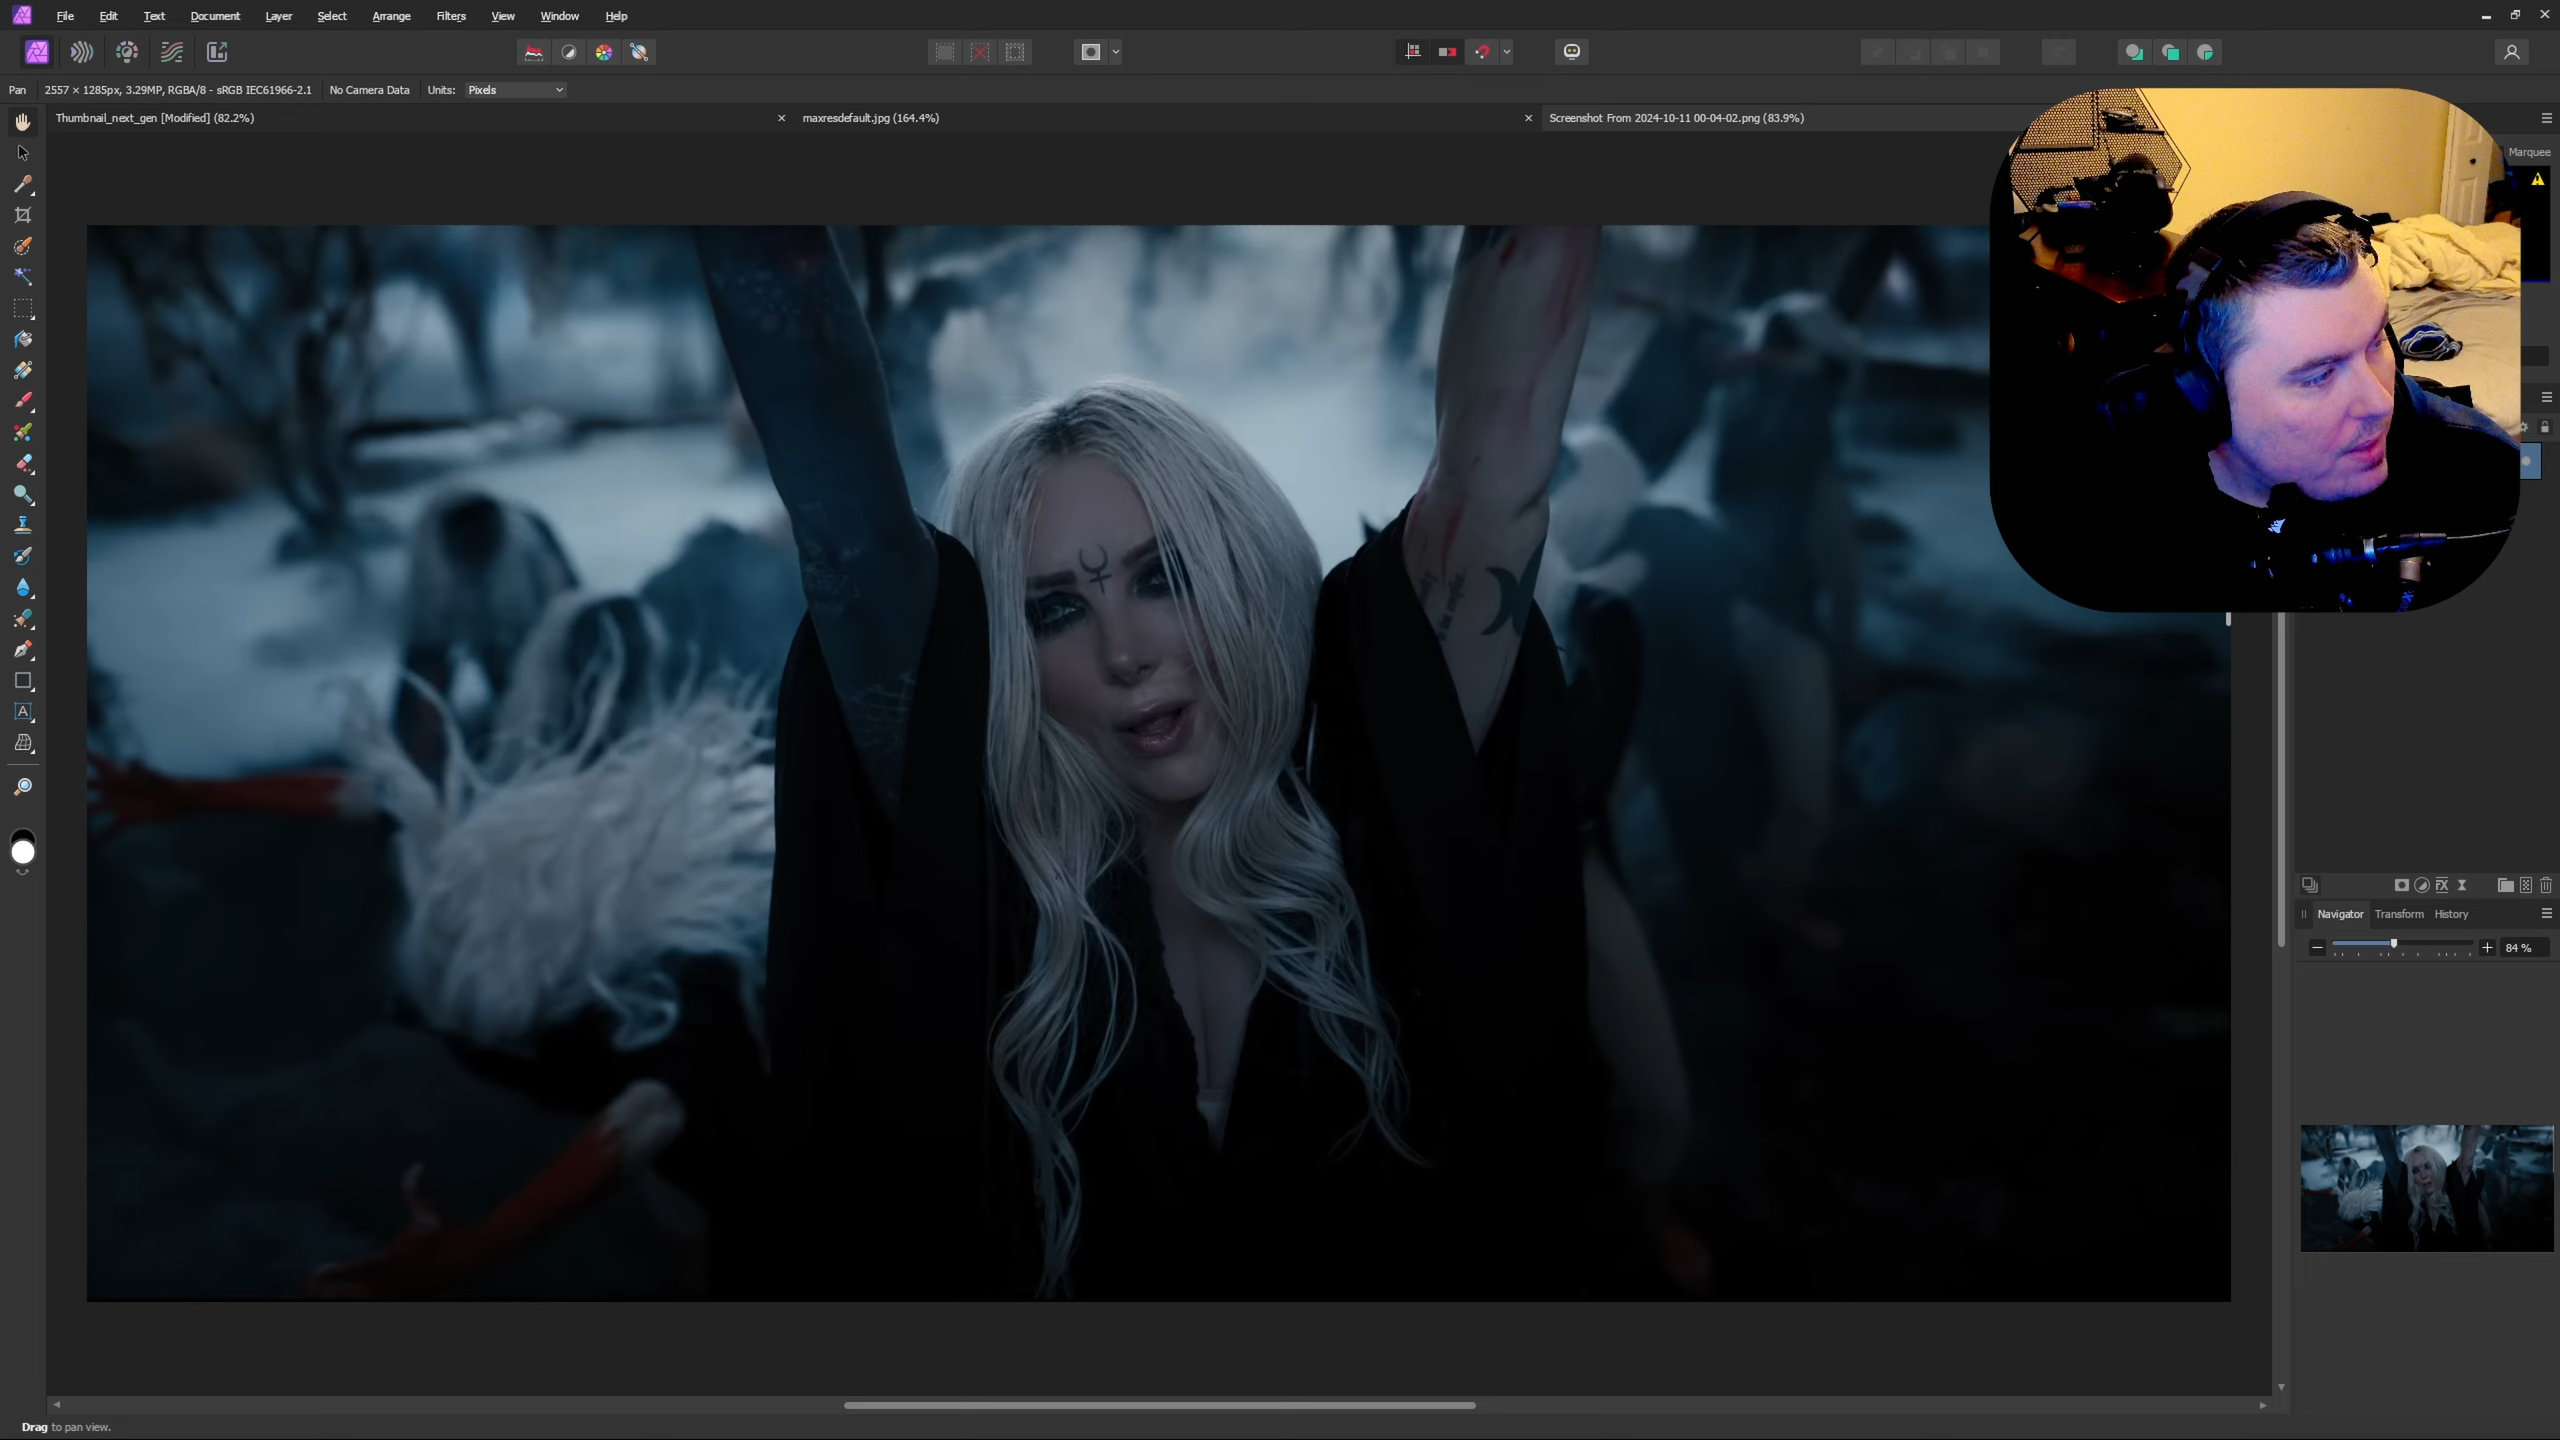 File Edit Text Document Layer Select Arrange Filters View Window Help
Pan 2557 × 1285px, 3.29MP, RGBA/8 - sRGB IEC61966-2.1 No Camera Data Units: Pixels
Thumbnail_next_gen [Modified] (82.2%) maxresdefault.jpg (164.4%) Screenshot From 2024-10-11 00-04-02.png (83.9%)
Marquee
Navigator Transform History
84 %
Drag to pan view.